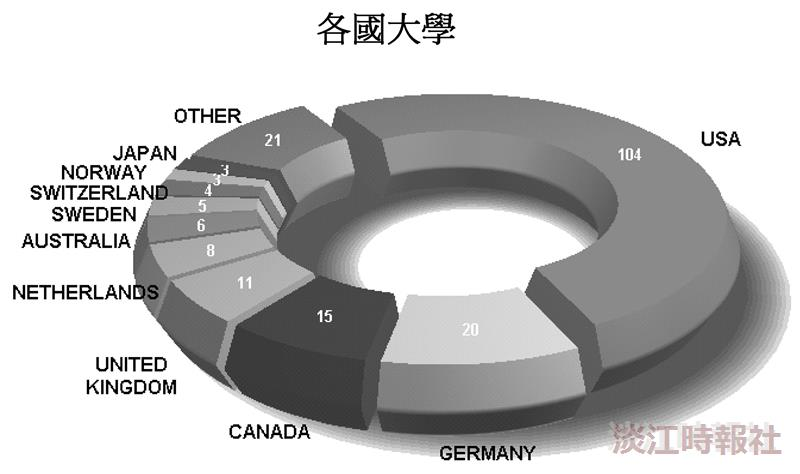 各國大學
OTHER
21
JAPAN
3
NORWAY
3
SWITZERLAND
4
SWEDEN
5
AUSTRALIA
6
NETHERLANDS
8
UNITED
KINGDOM
11
CANADA
15
GERMANY
20
USA
104
淡江時報社